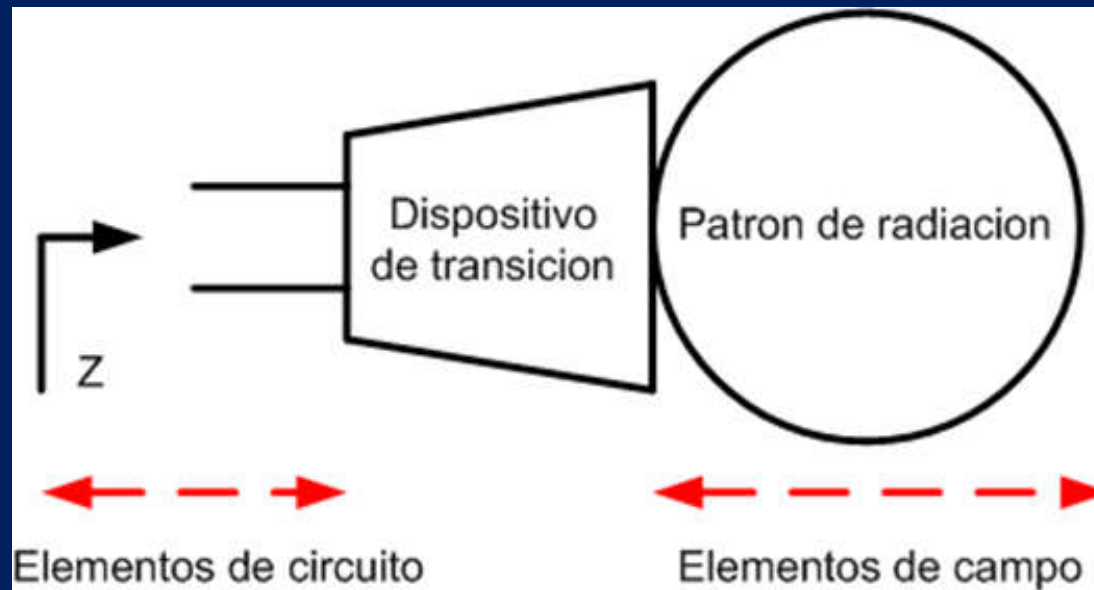 Dispositivo
de transicion
Patron de radiacion
Z
Elementos de circuito
Elementos de campo